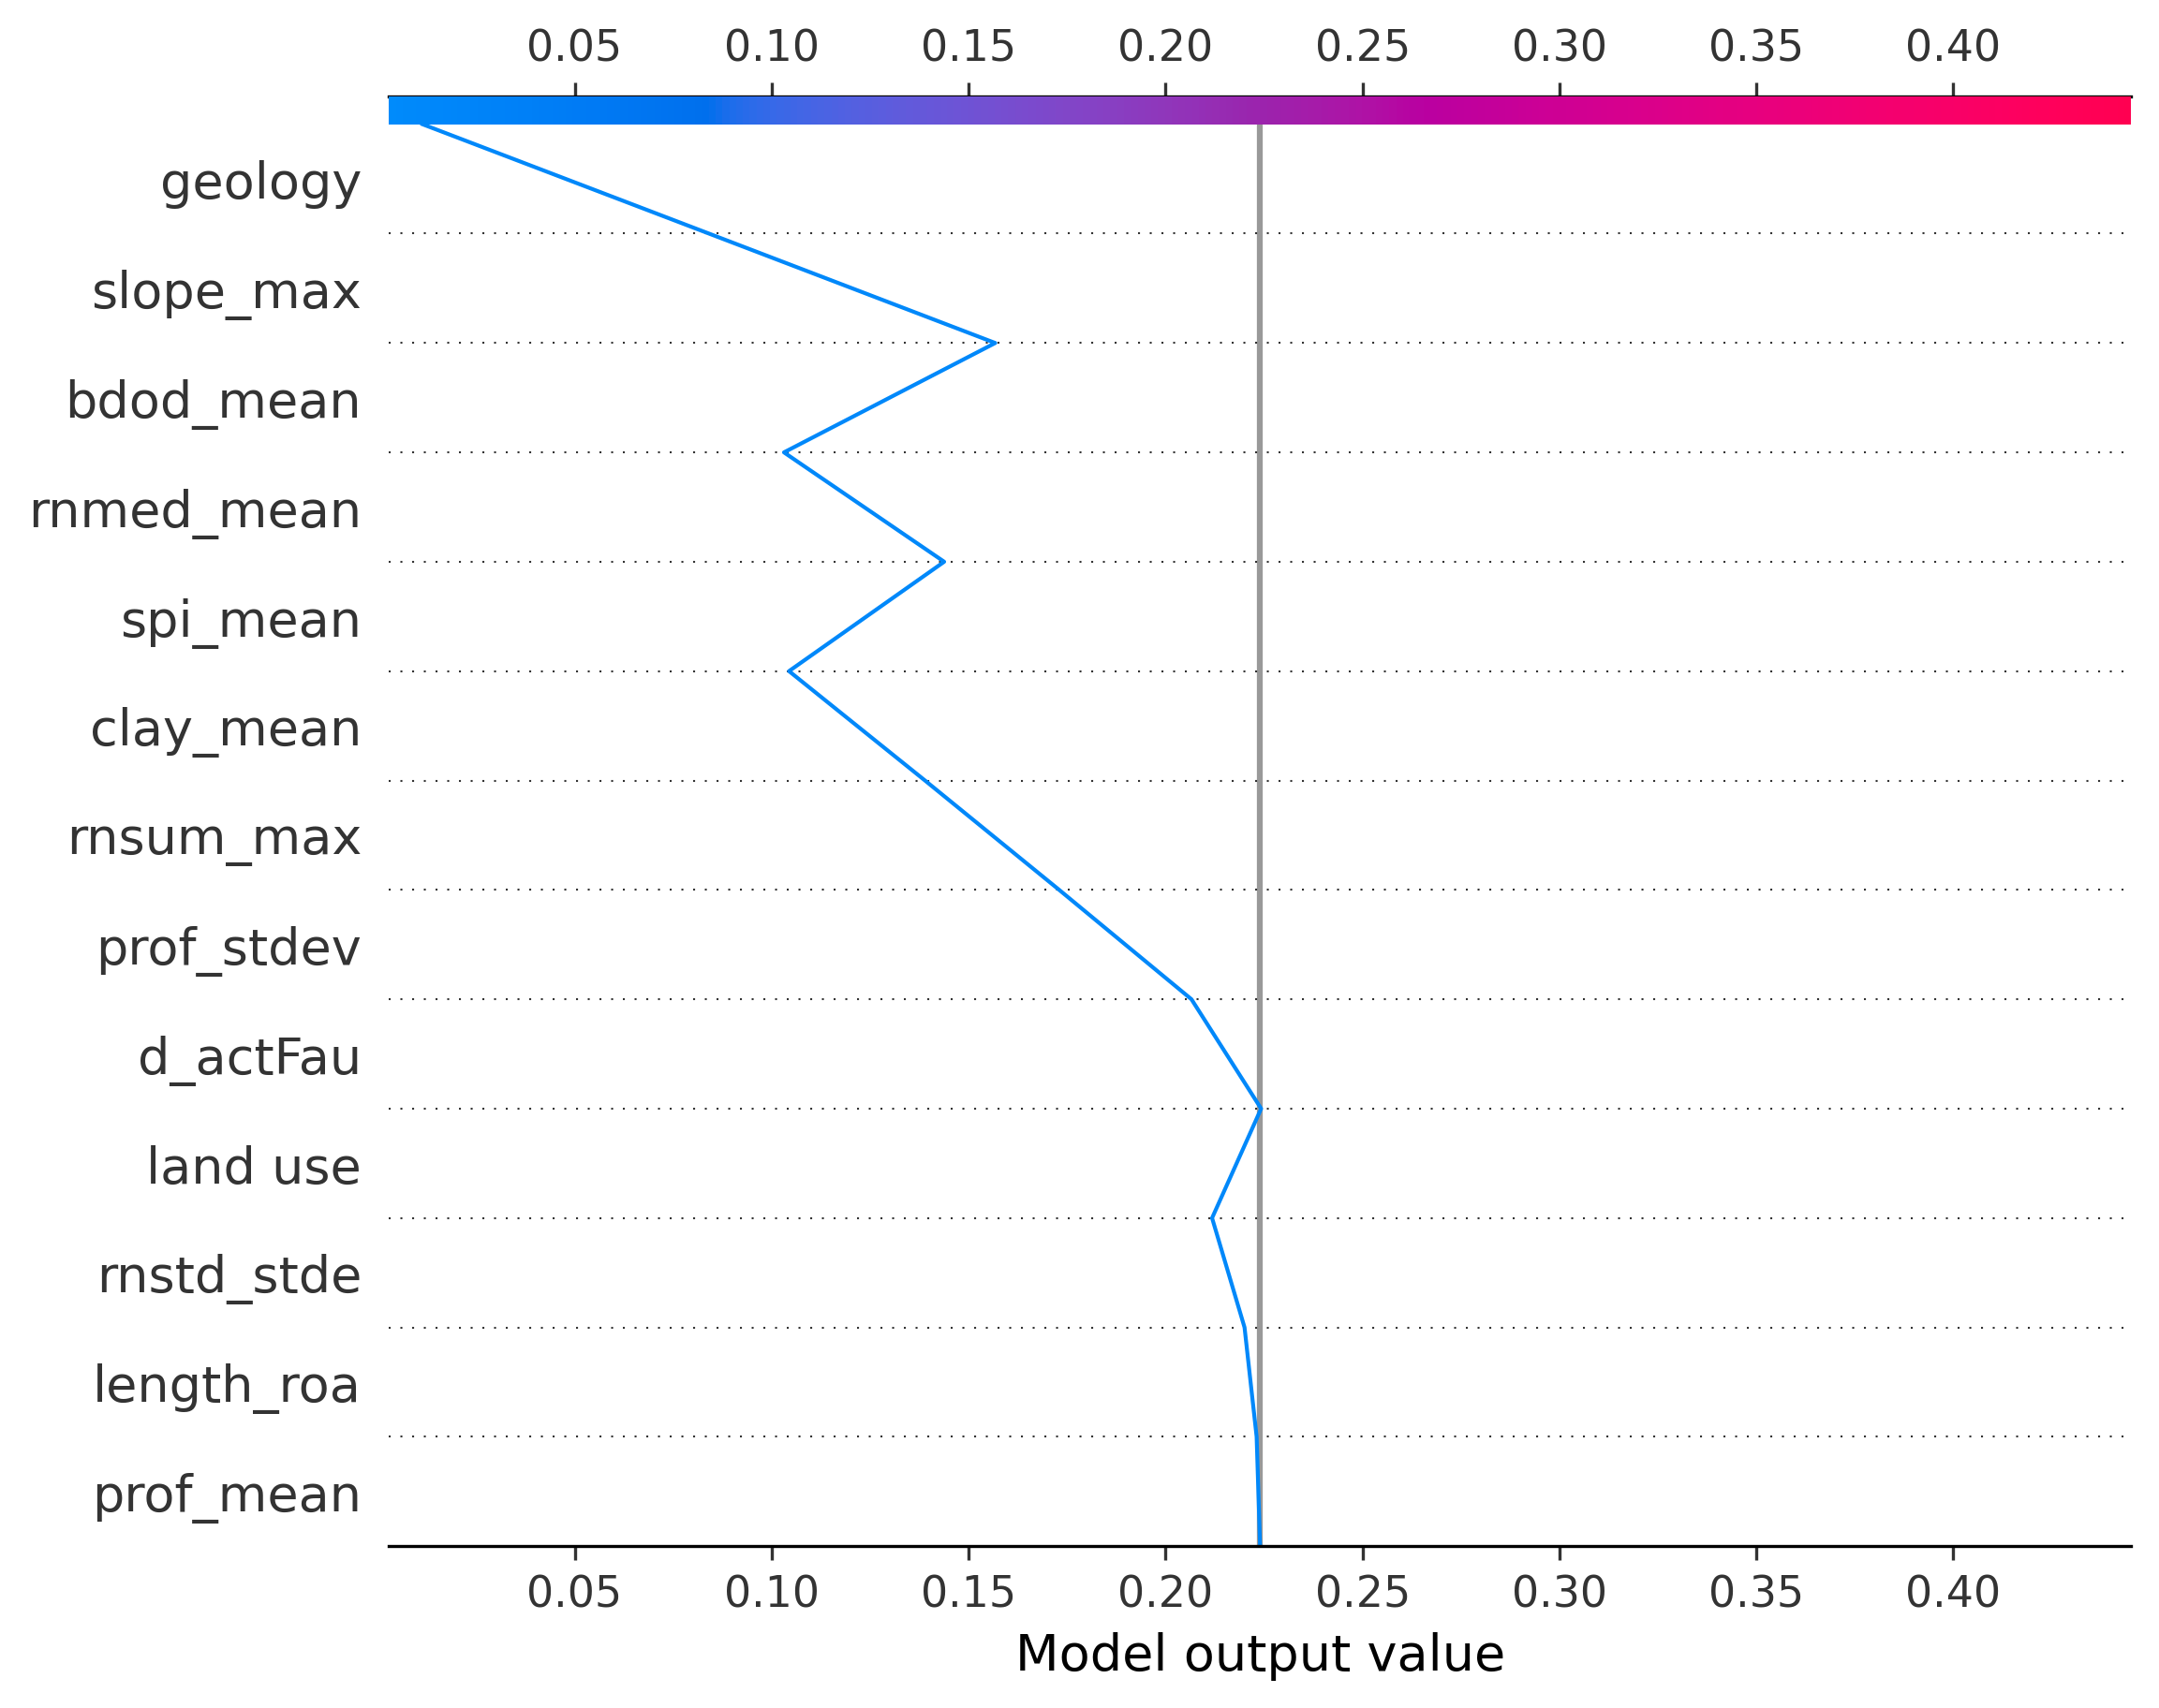 0.05 0.10 0.15 0.20 0.25 0.30 0.35 0.40
geology
slope_max
bdod_mean
rnmed_mean
spi_mean
clay_mean
rnsum_max
prof_stdev
d_actFau
land use
rnstd_stde
length_roa
prof_mean
0.05 0.10 0.15 0.20 0.25 0.30 0.35 0.40
Model output value